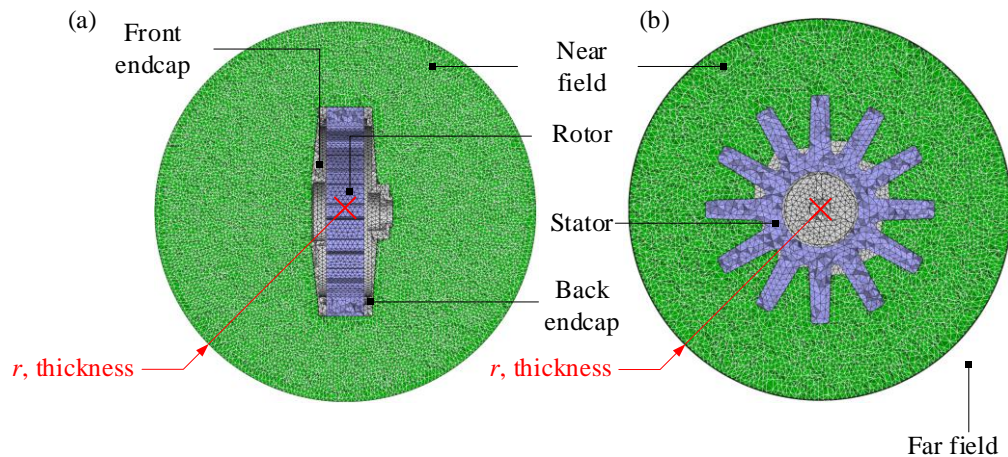 (a)
Front
endcap
Near
field
(b)
Rotor
Stator
Back
endcap
r, thickness
r, thickness
Far field